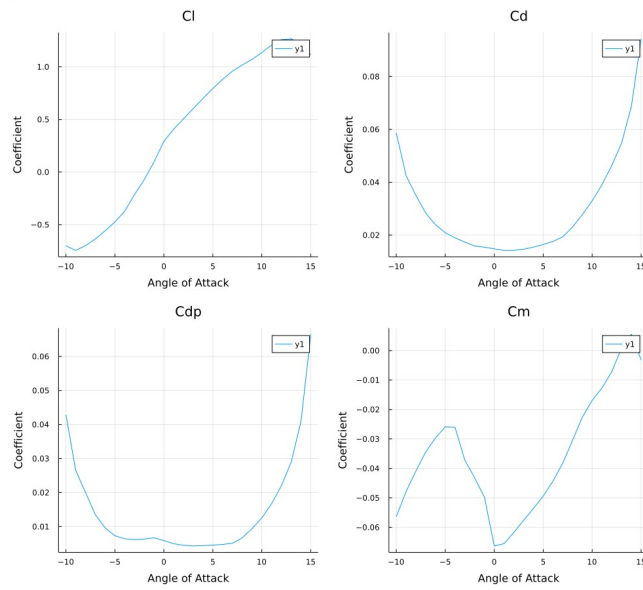 Cl
y1
1.0
0.5
0.0
−0.5
Coefficient
−10 −5 0 5 10 15
Angle of Attack
Cd
y1
0.08
0.06
0.04
0.02
Coefficient
−10 −5 0 5 10 15
Angle of Attack
Cdp
y1
0.06
0.05
0.04
0.03
0.02
0.01
Coefficient
−10 −5 0 5 10 15
Angle of Attack
Cm
y1
0.00
−0.01
−0.02
−0.03
−0.04
−0.05
−0.06
Coefficient
−10 −5 0 5 10 15
Angle of Attack